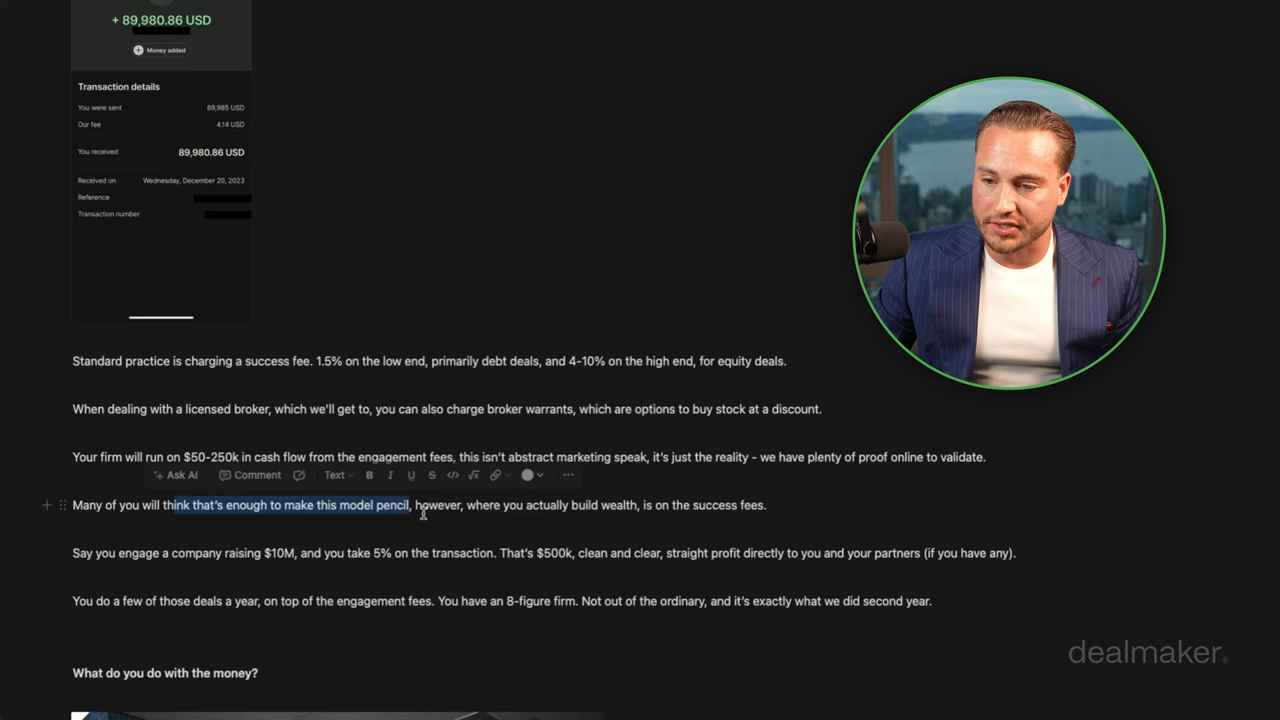 + 89,980.86 USD
Money added
Transaction details
You were sent 89,985 USD
Our fee 4.14 USD
You received 89,980.86 USD
Received on Wednesday, December 20, 2023
Reference
Transaction number
Standard practice is charging a success fee. 1.5% on the low end, primarily debt deals, and 4-10% on the high end, for equity deals.
When dealing with a licensed broker, which we'll get to, you can also charge broker warrants, which are options to buy stock at a discount.
Your firm will run on $50-250k in cash flow from the engagement fees, this isn't abstract marketing speak, it's just the reality - we have plenty of proof online to validate.
Ask AI Comment Text B I U S </> √x
Many of you will think that's enough to make this model pencil, however, where you actually build wealth, is on the success fees.
Say you engage a company raising $10M, and you take 5% on the transaction. That's $500k, clean and clear, straight profit directly to you and your partners (if you have any).
You do a few of those deals a year, on top of the engagement fees. You have an 8-figure firm. Not out of the ordinary, and it's exactly what we did second year.
What do you do with the money?
dealmaker.